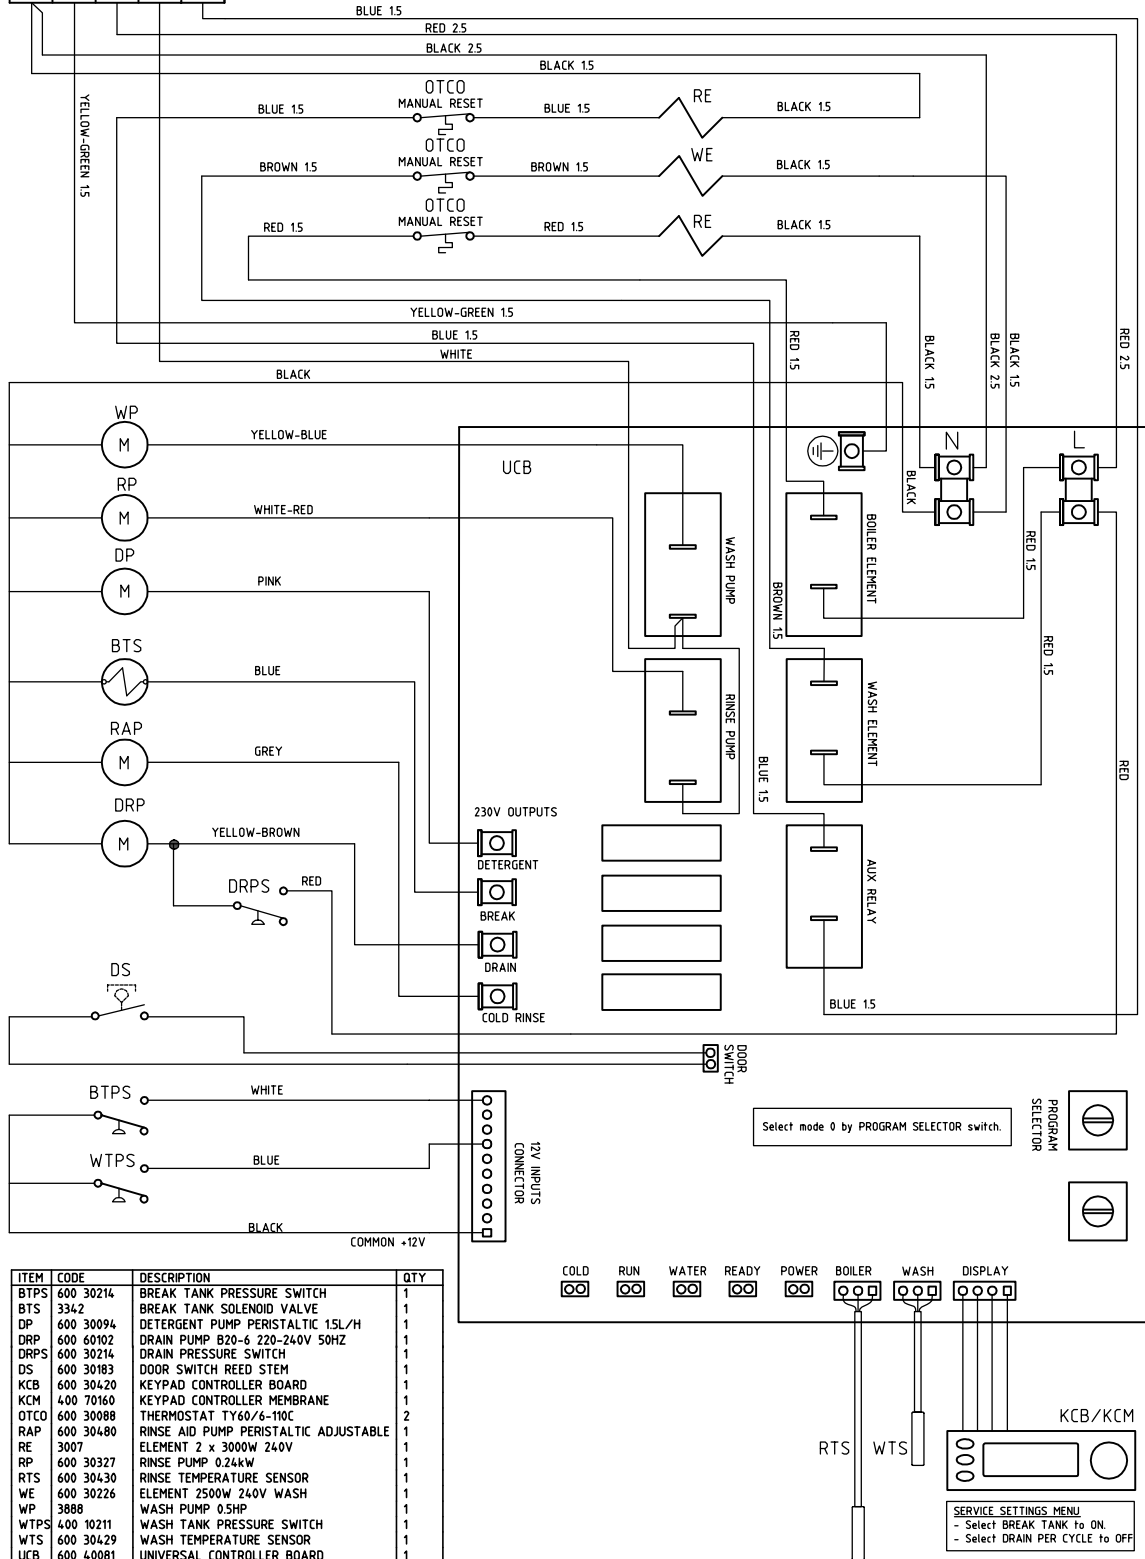 BLUE 1.5
RED 2.5
BLACK 2.5
BLACK 1.5
YELLOW-GREEN 1.5
OTCO
MANUAL RESET
BLUE 1.5
BLUE 1.5
RE
BLACK 1.5
OTCO
MANUAL RESET
BROWN 1.5
BROWN 1.5
WE
BLACK 1.5
OTCO
MANUAL RESET
RED 1.5
RED 1.5
RE
BLACK 1.5
YELLOW-GREEN 1.5
BLUE 1.5
WHITE
BLACK
RED 1.5
BLACK 1.5
BLACK 2.5
BLACK 1.5
RED 2.5
WP
M
YELLOW-BLUE
UCB
N
L
BLACK
RP
M
WHITE-RED
WASH PUMP
BOILER ELEMENT
RED 1.5
DP
M
PINK
BROWN 1.5
RED 1.5
BTS
BLUE
RINSE PUMP
WASH ELEMENT
RAP
M
GREY
BLUE 1.5
RED
DRP
M
YELLOW-BROWN
230V OUTPUTS
DETERGENT
DRPS
RED
BREAK
AUX RELAY
DRAIN
DS
COLD RINSE
BLUE 1.5
DOOR
SWITCH
BTPS
WHITE
WTPS
BLUE
12V INPUTS
CONNECTOR
Select mode 0 by PROGRAM SELECTOR switch.
PROGRAM
SELECTOR
BLACK
COMMON +12V
COLD RUN WATER READY POWER BOILER WASH DISPLAY
ITEM CODE DESCRIPTION QTY
BTPS 600 30214 BREAK TANK PRESSURE SWITCH 1
BTS 3342 BREAK TANK SOLENOID VALVE 1
DP 600 30094 DETERGENT PUMP PERISTALTIC 1.5L/H 1
DRP 600 60102 DRAIN PUMP B20-6 220-240V 50HZ 1
DRPS 600 30214 DRAIN PRESSURE SWITCH 1
DS 600 30183 DOOR SWITCH REED STEM 1
KCB 600 30420 KEYPAD CONTROLLER BOARD 1
KCM 400 70160 KEYPAD CONTROLLER MEMBRANE 1
OTCO 600 30088 THERMOSTAT TY60/6-110C 2
RAP 600 30480 RINSE AID PUMP PERISTALTIC ADJUSTABLE 1
RE 3007 ELEMENT 2 x 3000W 240V 1
RP 600 30327 RINSE PUMP 0.24kW 1
RTS 600 30430 RINSE TEMPERATURE SENSOR 1
WE 600 30226 ELEMENT 2500W 240V WASH 1
WP 3888 WASH PUMP 0.5HP 1
WTPS 400 10211 WASH TANK PRESSURE SWITCH 1
WTS 600 30429 WASH TEMPERATURE SENSOR 1
UCB 600 40081 UNIVERSAL CONTROLLER BOARD 1
RTS
WTS
KCB/KCM
SERVICE SETTINGS MENU
- Select BREAK TANK to ON.
- Select DRAIN PER CYCLE to OFF